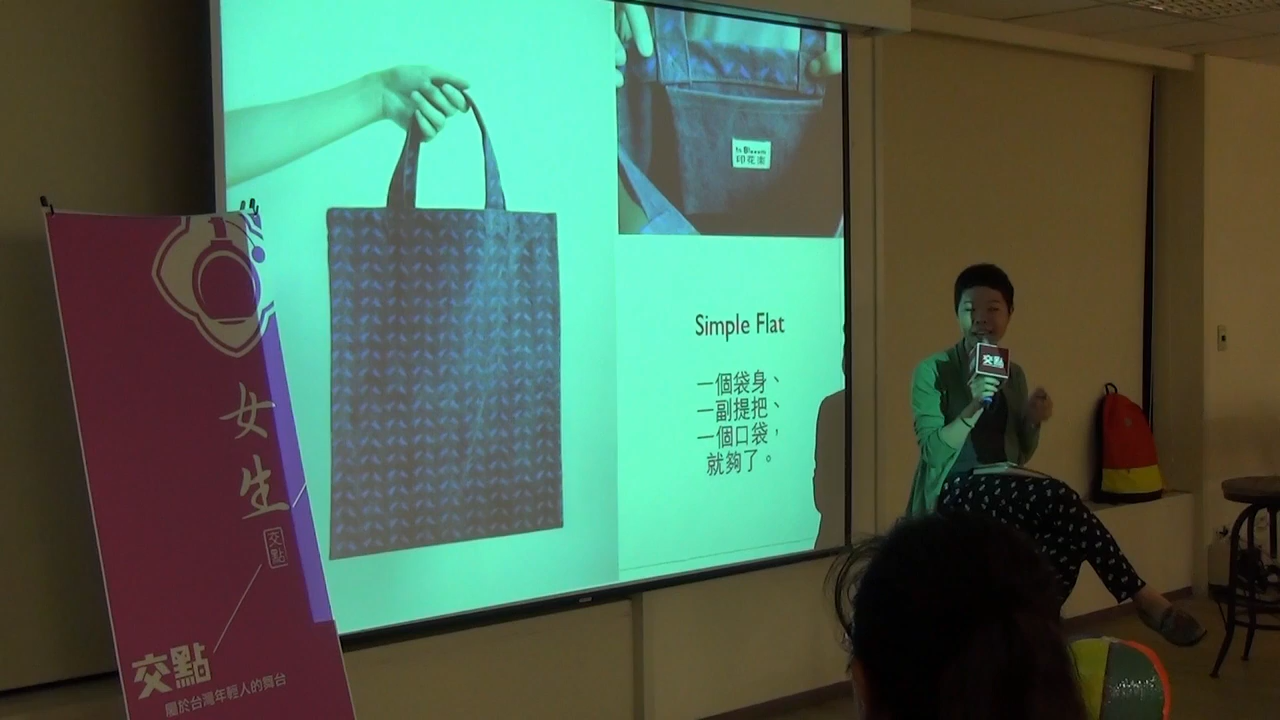 女生
交點
交點
屬於台灣年輕人的舞台
印花樂
Simple Flat
一個袋身、
一副提把、
一個口袋，
就夠了。
交點